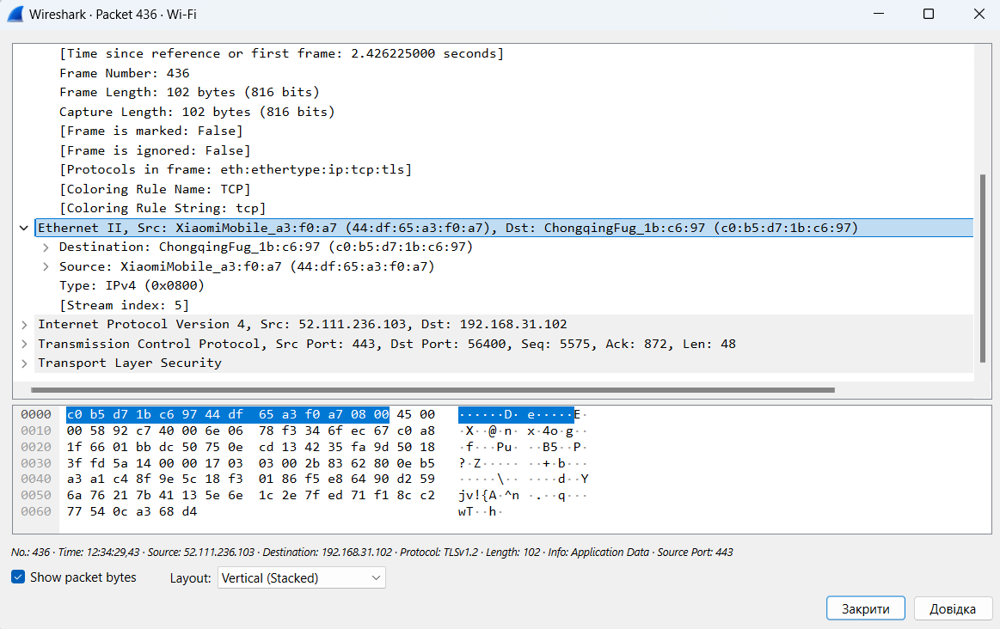 Wireshark · Packet 436 · Wi-Fi
[Time since reference or first frame: 2.426225000 seconds]
Frame Number: 436
Frame Length: 102 bytes (816 bits)
Capture Length: 102 bytes (816 bits)
[Frame is marked: False]
[Frame is ignored: False]
[Protocols in frame: eth:ethertype:ip:tcp:tls]
[Coloring Rule Name: TCP]
[Coloring Rule String: tcp]
Ethernet II, Src: XiaomiMobile_a3:f0:a7 (44:df:65:a3:f0:a7), Dst: ChongqingFug_1b:c6:97 (c0:b5:d7:1b:c6:97)
Destination: ChongqingFug_1b:c6:97 (c0:b5:d7:1b:c6:97)
Source: XiaomiMobile_a3:f0:a7 (44:df:65:a3:f0:a7)
Type: IPv4 (0x0800)
[Stream index: 5]
Internet Protocol Version 4, Src: 52.111.236.103, Dst: 192.168.31.102
Transmission Control Protocol, Src Port: 443, Dst Port: 56400, Seq: 5575, Ack: 872, Len: 48
Transport Layer Security
0000 c0 b5 d7 1b c6 97 44 df 65 a3 f0 a7 08 00 45 00 ······D· e·····E·
0010 00 58 92 c7 40 00 6e 06 78 f3 34 6f ec 67 c0 a8 ·X··@·n· x·4o·g··
0020 1f 66 01 bb dc 50 75 0e cd 13 42 35 fa 9d 50 18 ·f···Pu· ··B5··P·
0030 3f fd 5a 14 00 00 17 03 03 00 2b 83 62 80 0e b5 ?·Z····· ··+·b···
0040 a3 a1 c4 8f 9e 5c 18 f3 01 86 f5 e8 64 90 d2 59 ·····\·· ····d··Y
0050 6a 76 21 7b 41 13 5e 6e 1c 2e 7f ed 71 f1 8c c2 jv!{A·^n ·.··q···
0060 77 54 0c a3 68 d4 wT··h·
No.: 436 · Time: 12:34:29,43 · Source: 52.111.236.103 · Destination: 192.168.31.102 · Protocol: TLSv1.2 · Length: 102 · Info: Application Data · Source Port: 443
Show packet bytes Layout: Vertical (Stacked)
Закрити Довідка